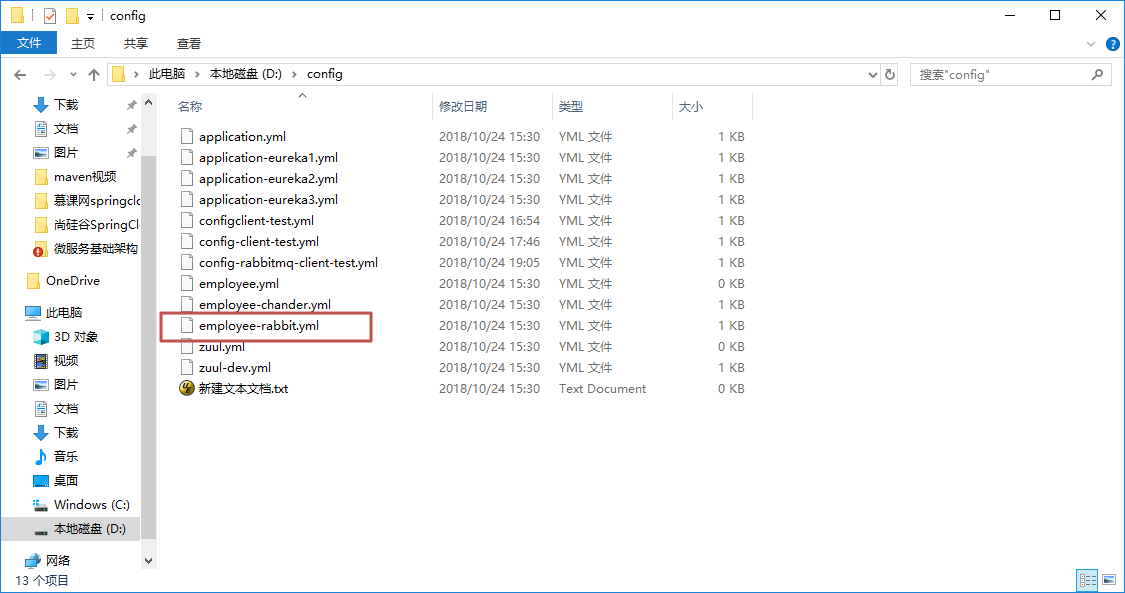 config
文件 主页 共享 查看
此电脑 本地磁盘 (D:) config 搜索"config"
下载
文档
图片
maven视频
慕课网springclo
尚硅谷SpringCl
微服务基础架构
OneDrive
此电脑
3D 对象
视频
图片
文档
下载
音乐
桌面
Windows (C:)
本地磁盘 (D:)
网络
名称 修改日期 类型 大小
application.yml 2018/10/24 15:30 YML 文件 1 KB
application-eureka1.yml 2018/10/24 15:30 YML 文件 1 KB
application-eureka2.yml 2018/10/24 15:30 YML 文件 1 KB
application-eureka3.yml 2018/10/24 15:30 YML 文件 1 KB
configclient-test.yml 2018/10/24 16:54 YML 文件 1 KB
config-client-test.yml 2018/10/24 17:46 YML 文件 1 KB
config-rabbitmq-client-test.yml 2018/10/24 19:05 YML 文件 1 KB
employee.yml 2018/10/24 15:30 YML 文件 0 KB
employee-chander.yml 2018/10/24 15:30 YML 文件 1 KB
employee-rabbit.yml 2018/10/24 15:30 YML 文件 1 KB
zuul.yml 2018/10/24 15:30 YML 文件 0 KB
zuul-dev.yml 2018/10/24 15:30 YML 文件 1 KB
新建文本文档.txt 2018/10/24 15:30 Text Document 0 KB
13 个项目